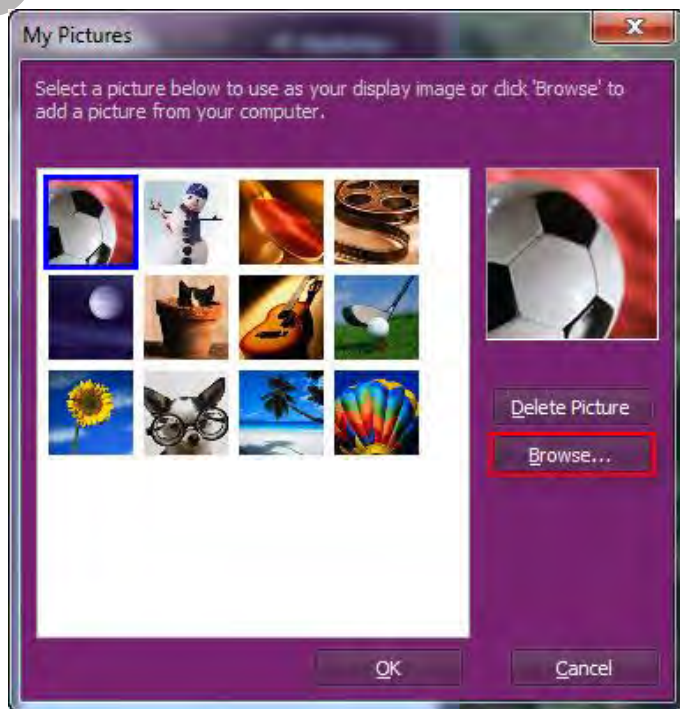 My Pictures
Select a picture below to use as your display image or click 'Browse' to
add a picture from your computer.
Delete Picture
Browse...
OK
Cancel